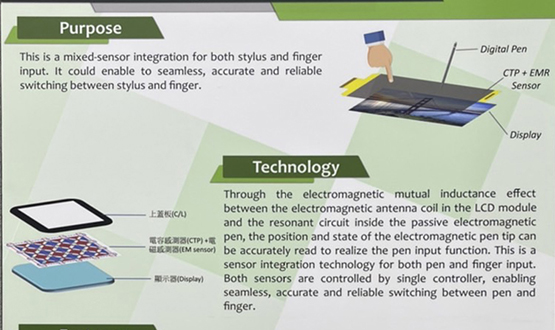 Purpose
This is a mixed-sensor integration for both stylus and finger
input. It could enable to seamless, accurate and reliable
switching between stylus and finger.
Digital Pen
CTP + EMR
Sensor
Display
Technology
Through the electromagnetic mutual inductance effect
between the electromagnetic antenna coil in the LCD module
and the resonant circuit inside the passive electromagnetic
pen, the position and state of the electromagnetic pen tip can
be accurately read to realize the pen input function. This is a
sensor integration technology for both pen and finger input.
Both sensors are controlled by single controller, enabling
seamless, accurate and reliable switching between pen and
finger.
上蓋板(C/L)
電容感測器(CTP) +電
磁感測器(EM sensor)
顯示器(Display)